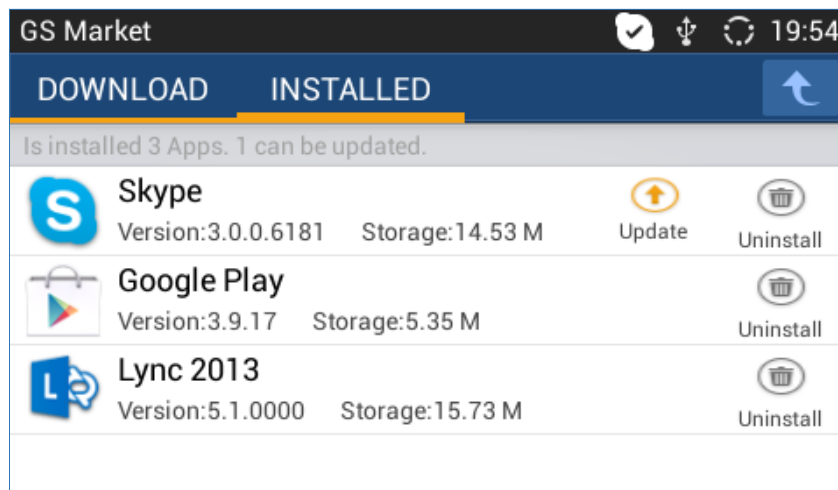 GS Market 19:54
DOWNLOAD INSTALLED
Is installed 3 Apps. 1 can be updated.
Skype
Version:3.0.0.6181 Storage:14.53 M Update Uninstall
Google Play
Version:3.9.17 Storage:5.35 M Uninstall
Lync 2013
Version:5.1.0000 Storage:15.73 M Uninstall